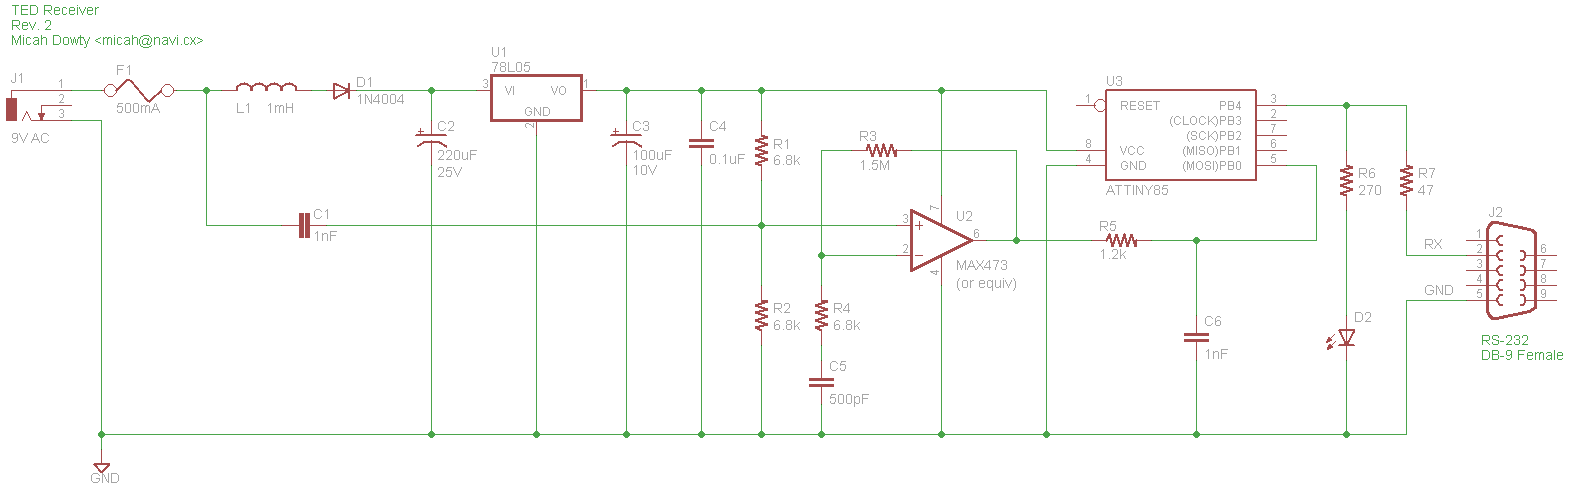 TED Receiver
Rev. 2
Micah Dowty <micah@navi.cx>
J1
1
2
3
9V AC
F1
500mA
L1 1mH
D1
1N4004
C1
1nF
C2
220uF
25V
U1
78L05
3 VI VO 1
GND
2
C3
100uF
10V
C4
0.1uF
R1
6.8k
R2
6.8k
R3
1.5M
R4
6.8k
C5
500pF
U2
7
3 +
2 −
6
4
MAX473
(or equiv)
R5
1.2k
C6
1nF
U3
1 RESET PB4 3
(CLOCK)PB3 2
(SCK)PB2 7
8 VCC (MISO)PB1 6
4 GND (MOSI)PB0 5
ATTINY85
R6
270
R7
47
D2
J2
RX
GND
1
2
3
4
5
6
7
8
9
RS-232
DB-9 Female
GND